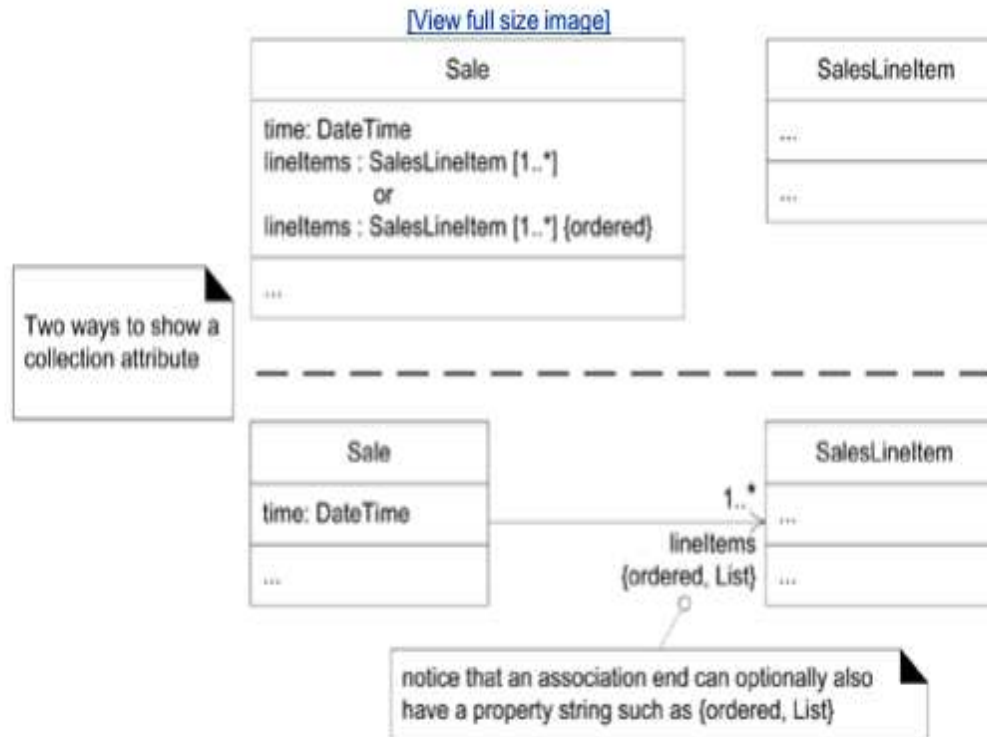 [View full size image]
Sale
time: DateTime
lineItems : SalesLineItem [1..*]
or
lineItems : SalesLineItem [1..*] {ordered}
...
SalesLineItem
...
...
Two ways to show a
collection attribute
Sale
time: DateTime
...
1..*
lineItems
{ordered, List}
SalesLineItem
...
...
notice that an association end can optionally also
have a property string such as {ordered, List}